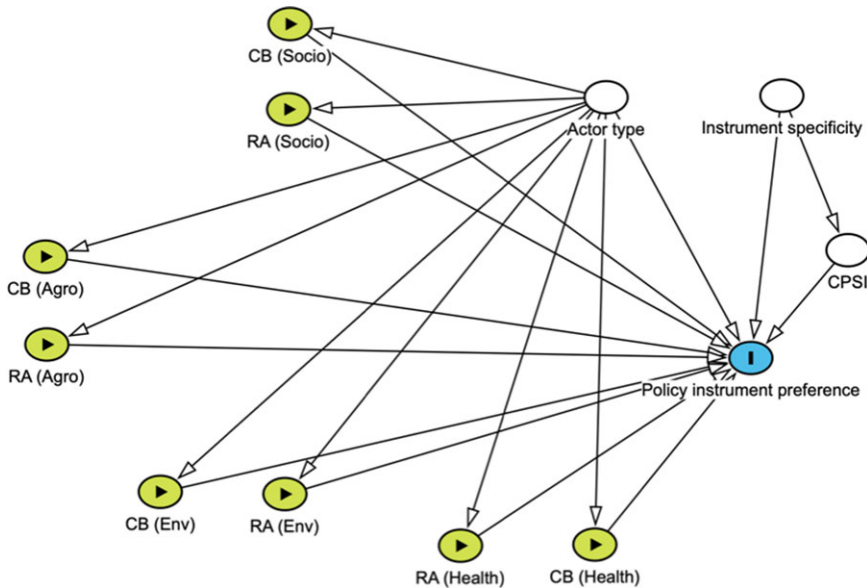 CB (Socio)
RA (Socio)
Actor type
Instrument specificity
CB (Agro)
CPSI
RA (Agro)
I
Policy instrument preference
CB (Env)
RA (Env)
RA (Health)
CB (Health)